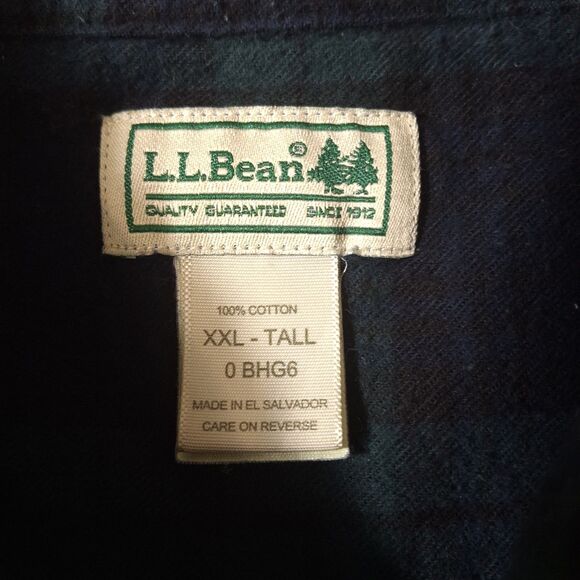 L.L.Bean®
QUALITY GUARANTEED SINCE 1912
100% COTTON
XXL - TALL
0 BHG6
MADE IN EL SALVADOR
CARE ON REVERSE